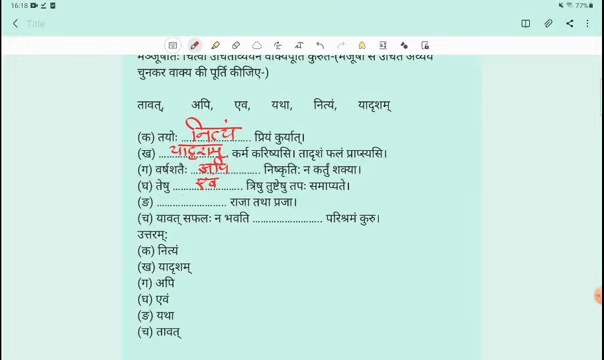 16:18
77%
Title
मञ्जूषातः चित्वा उचिताव्ययेन वाक्यपूर्ति कुरुत-(मंजूषा से उचित अव्यय
चुनकर वाक्य की पूर्ति कीजिए-)
तावत्, अपि, एव, यथा, नित्यं, यादृशम्
(क) तयोः नित्यं प्रियं कुर्यात्।
(ख) यादृशम् कर्म करिष्यसि। तादृशं फलं प्राप्स्यसि।
(ग) वर्षशतैः अपि निष्कृतिः न कर्तुं शक्या।
(घ) तेषु एव त्रिषु तुष्टेषु तपः समाप्यते।
(ङ) ........................ राजा तथा प्रजा।
(च) यावत् सफलः न भवति ........................ परिश्रमं कुरु।
उत्तरम्:
(क) नित्यं
(ख) यादृशम्
(ग) अपि
(घ) एवं
(ङ) यथा
(च) तावत्